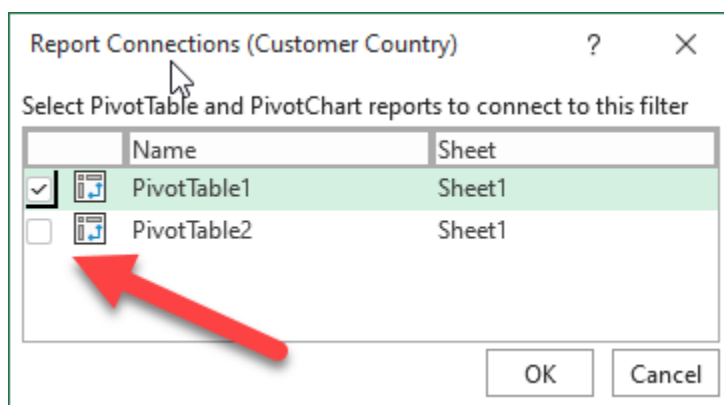 Report Connections (Customer Country) ?
Select PivotTable and PivotChart reports to connect to this filter
Name Sheet
PivotTable1 Sheet1
PivotTable2 Sheet1
OK Cancel